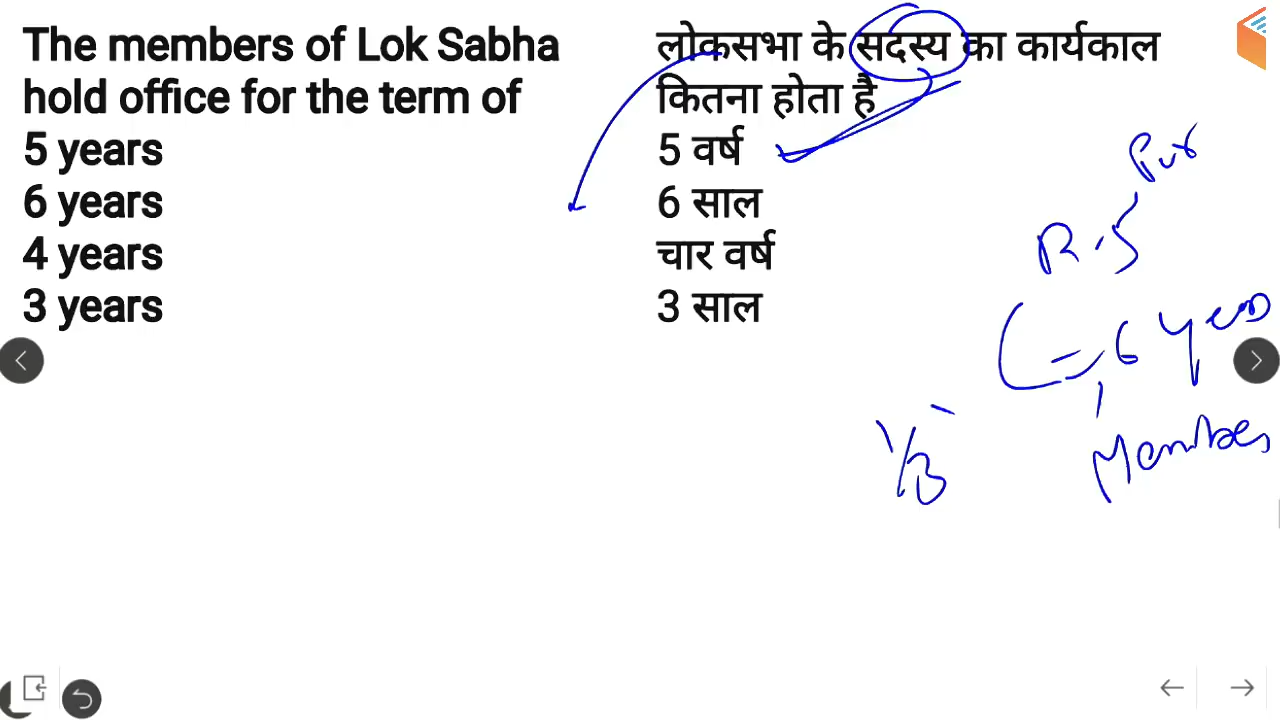 The members of Lok Sabha
hold office for the term of
5 years
6 years
4 years
3 years
लोकसभा के सदस्य का कार्यकाल
कितना होता है
5 वर्ष
6 साल
चार वर्ष
3 साल
R.S
6 years
Members
1/3